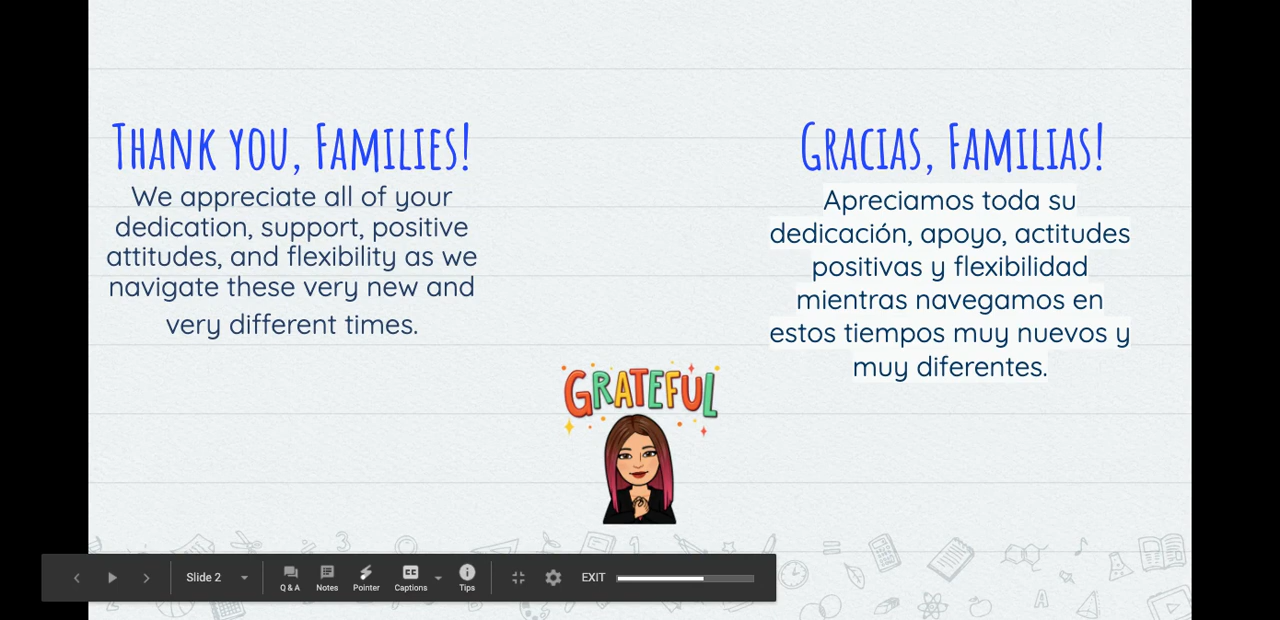 Thank you, Families!
We appreciate all of your
dedication, support, positive
attitudes, and flexibility as we
navigate these very new and
very different times.
Gracias, Familias!
Apreciamos toda su
dedicación, apoyo, actitudes
positivas y flexibilidad
mientras navegamos en
estos tiempos muy nuevos y
muy diferentes.
GRATEFUL
Slide 2
Q & A
Notes
Pointer
CC
Captions
Tips
EXIT